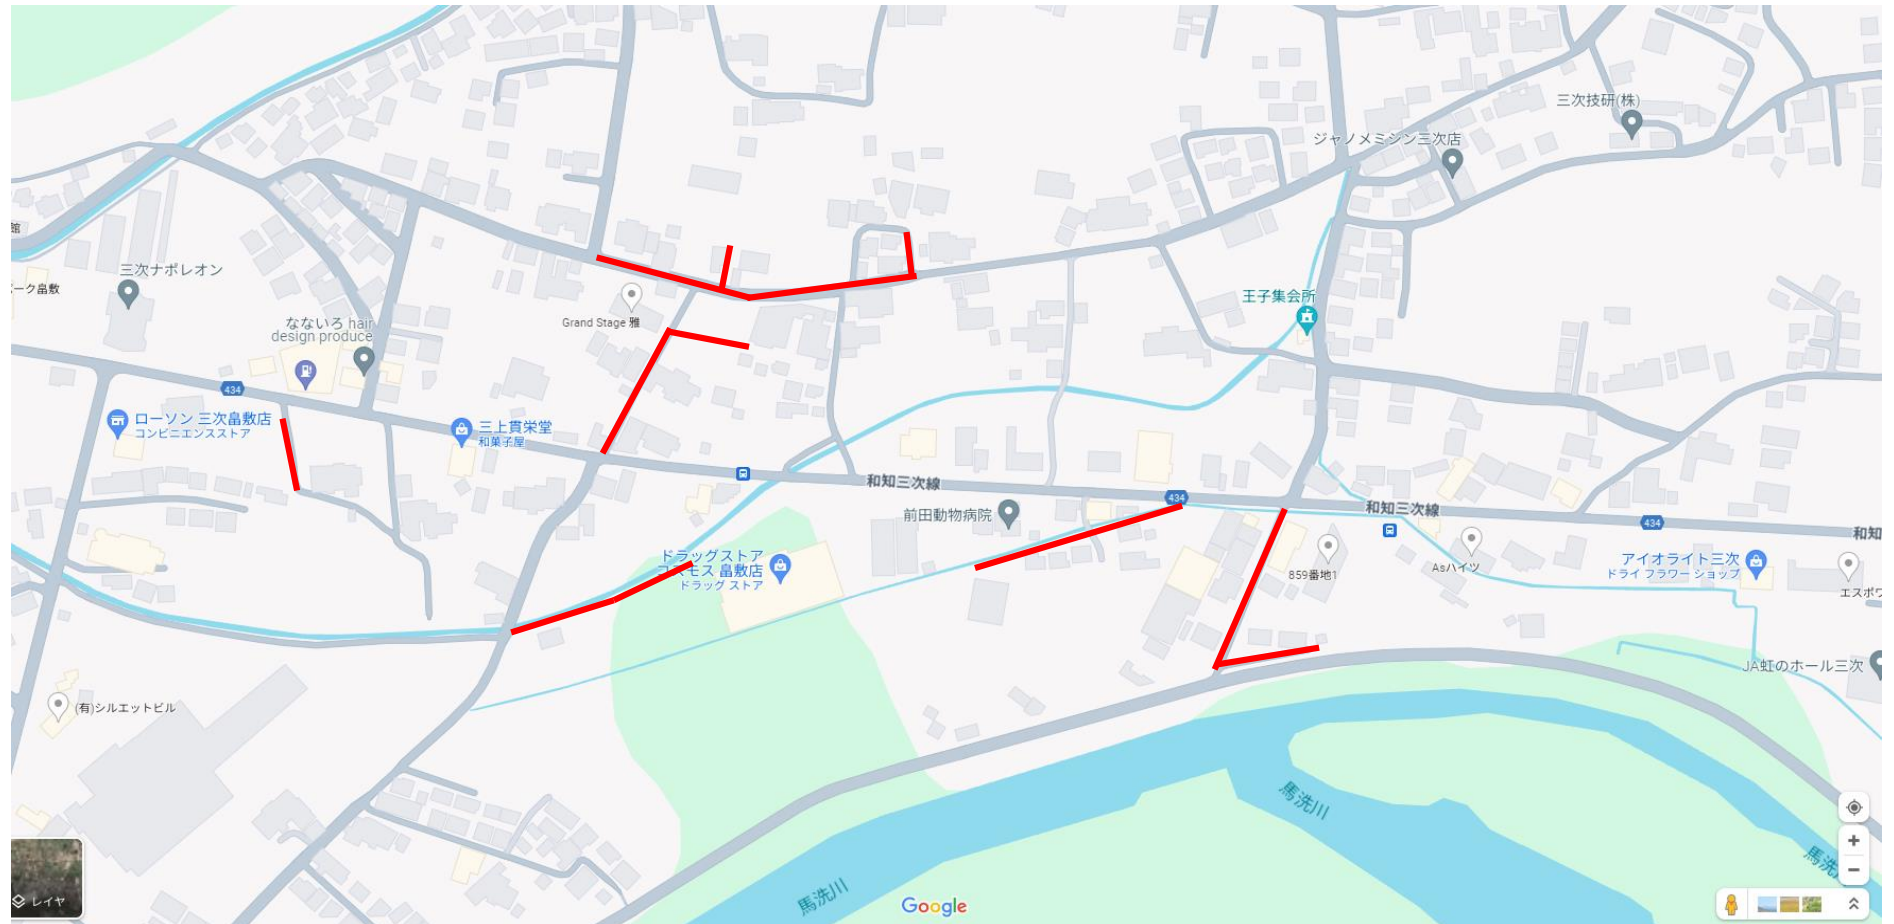 三次技研(株)
ジャノメミシン三次店
館
三次ナポレオン
ーク畠敷
王子集会所
Grand Stage 雅
なないろ hair
design produce
434
ローソン 三次畠敷店
コンビニエンスストア
三上貫栄堂
和菓子屋
和知三次線
434
和知三次線
434
和知
前田動物病院
ドラッグストア
コスモス 畠敷店
ドラッグ ストア
859番地1
Asハイツ
アイオライト三次
ドライ フラワー ショップ
エスポワ
JA虹のホール三次
(有)シルエットビル
馬洗川
馬洗川
馬洗
レイヤ
Google